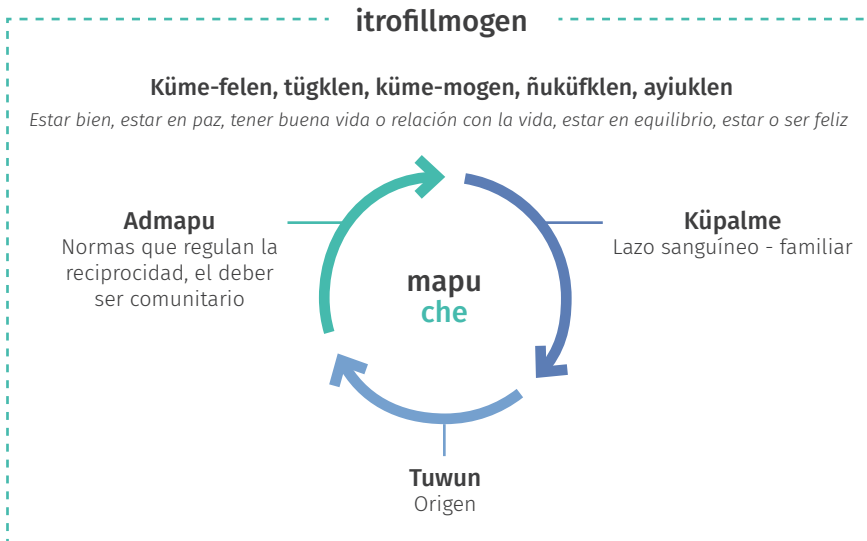 itrofillmogen
Küme-felen, tügklen, küme-mogen, ñuküfklen, ayiuklen
Estar bien, estar en paz, tener buena vida o relación con la vida, estar en equilibrio, estar o ser feliz
Admapu
Normas que regulan la
reciprocidad, el deber
ser comunitario
Küpalme
Lazo sanguíneo - familiar
mapu
che
Tuwun
Origen